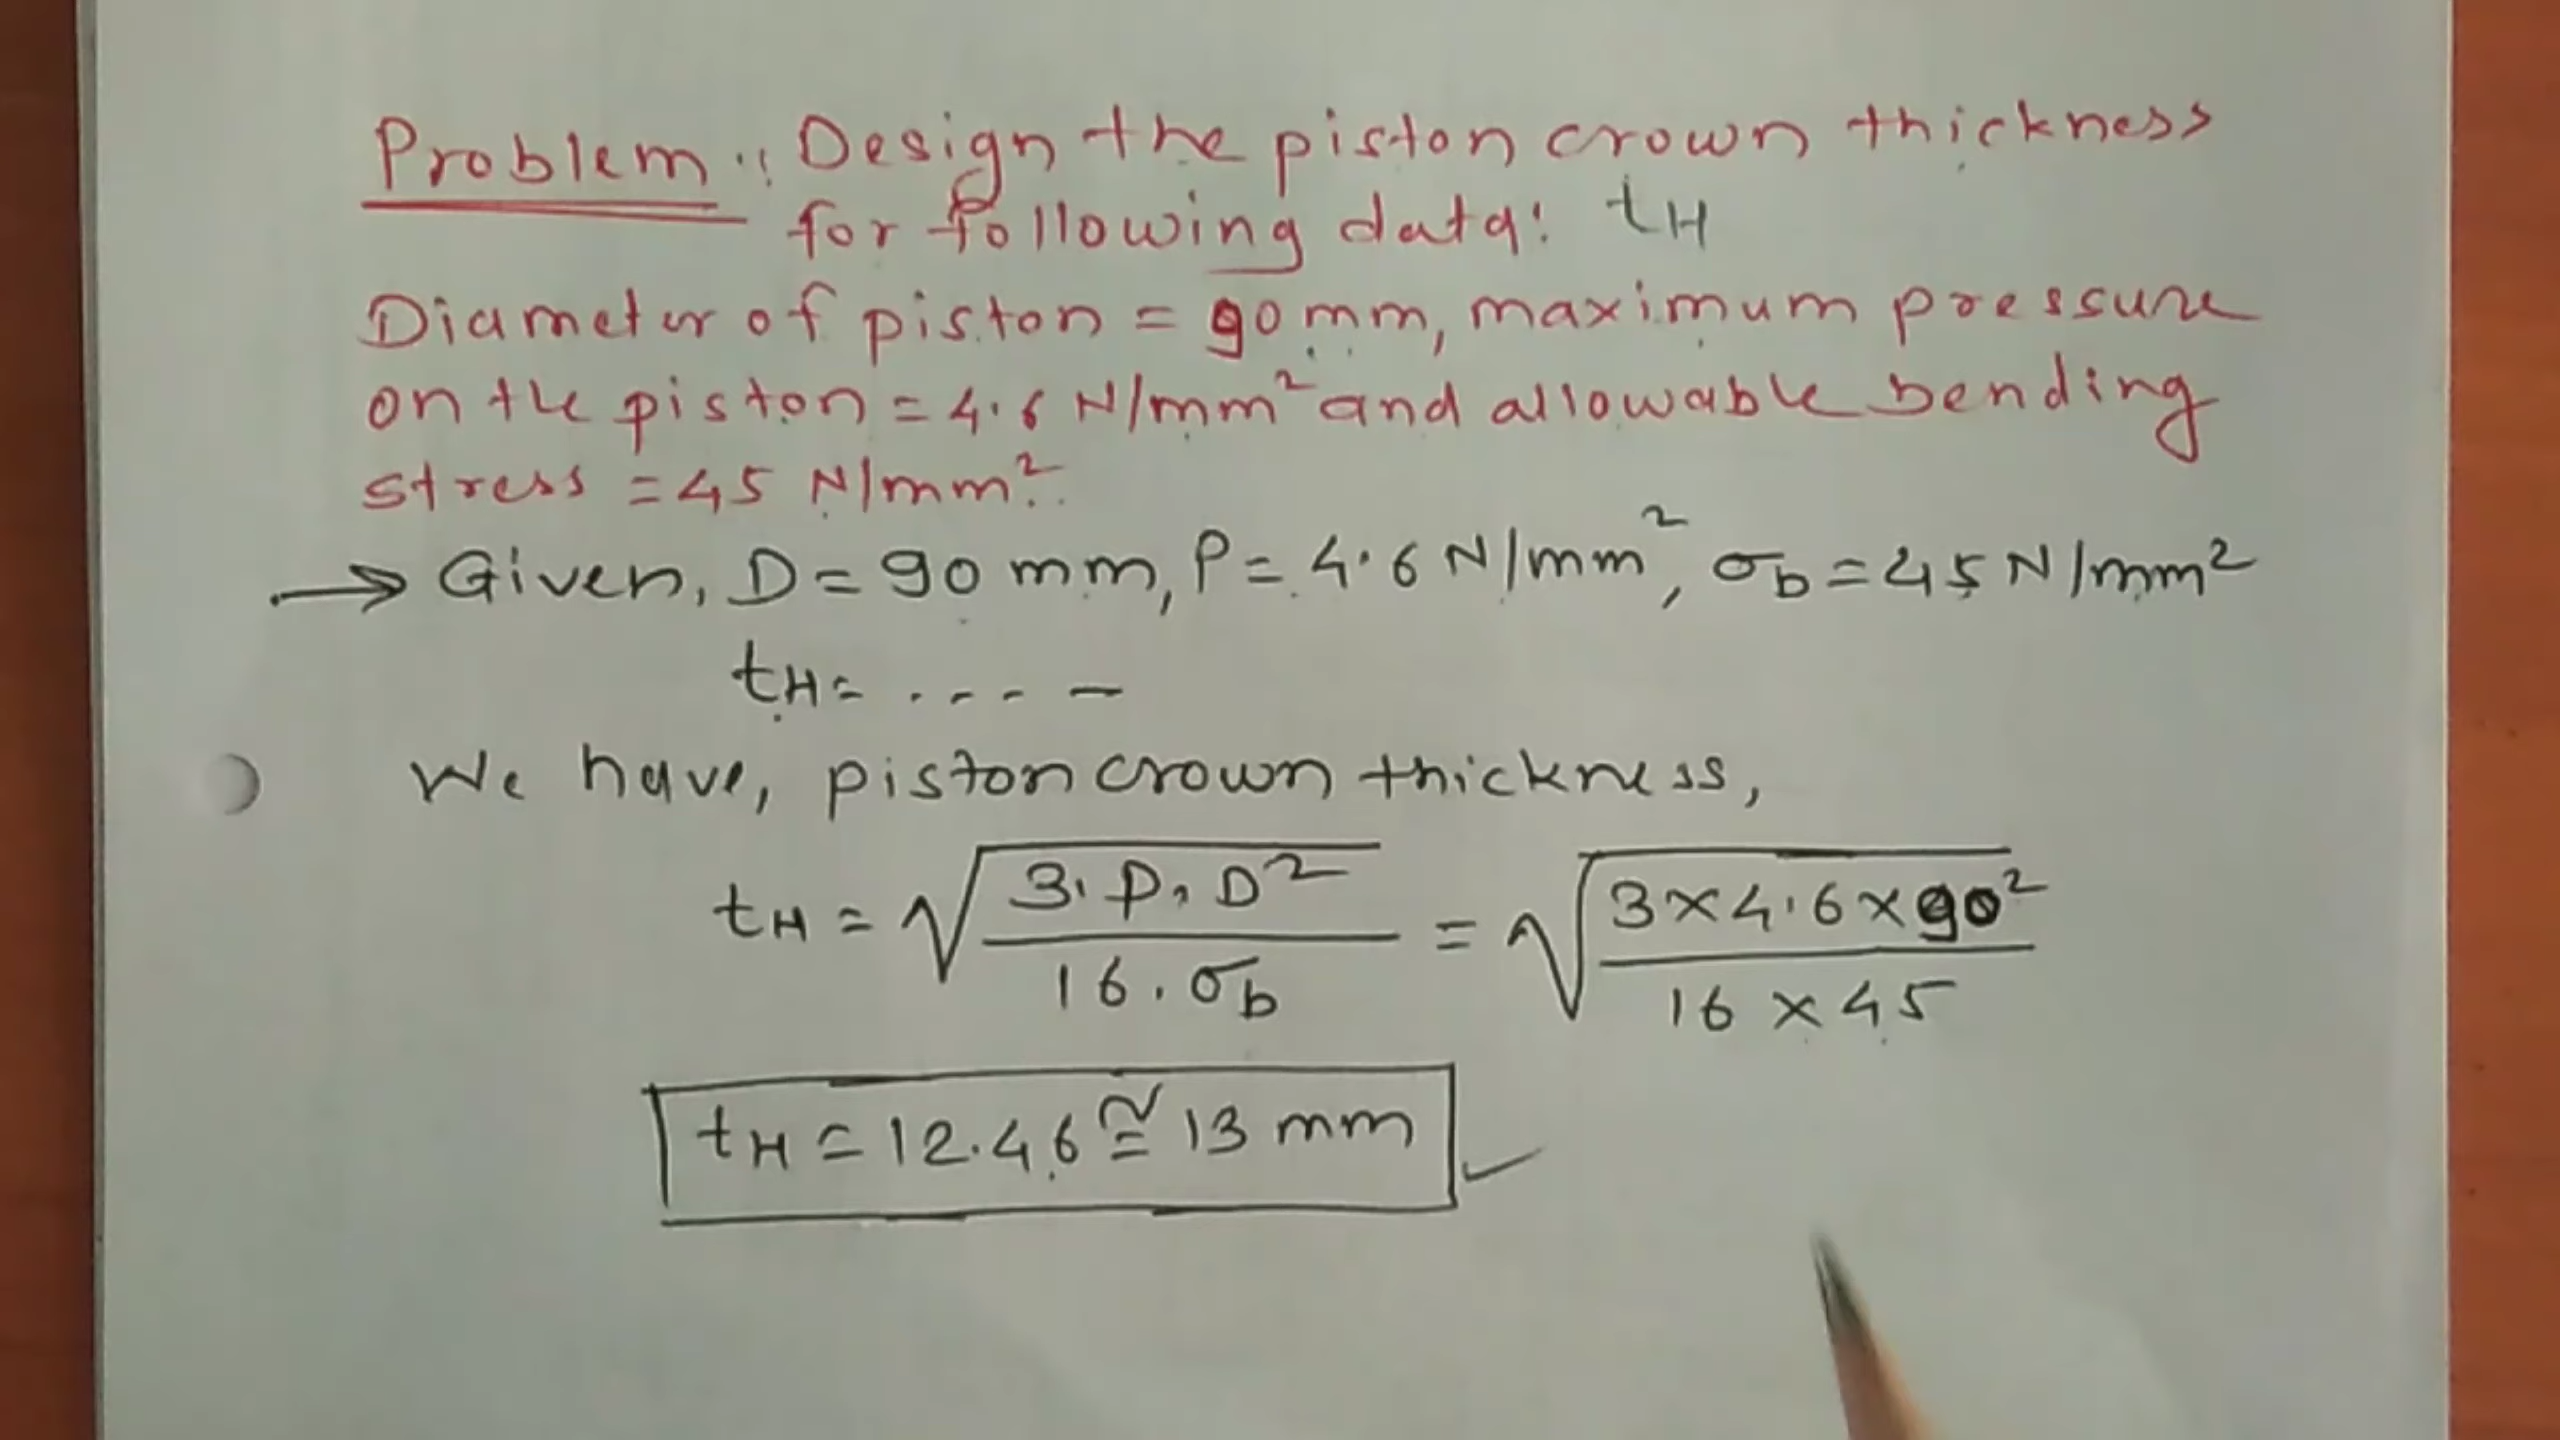 Problem : Design the piston crown thickness
for following data: tH
Diameter of piston = 90 mm, maximum pressure
on the piston = 4.6 N/mm² and allowable bending
stress = 45 N/mm².
→ Given, D = 90 mm, P = 4.6 N/mm², σb = 45 N/mm²
tH = .... -
We have, piston crown thickness,
tH = √(3.P.D² / 16.σb) = √(3×4.6×90² / 16×45)
tH = 12.46 ≅ 13 mm ✓